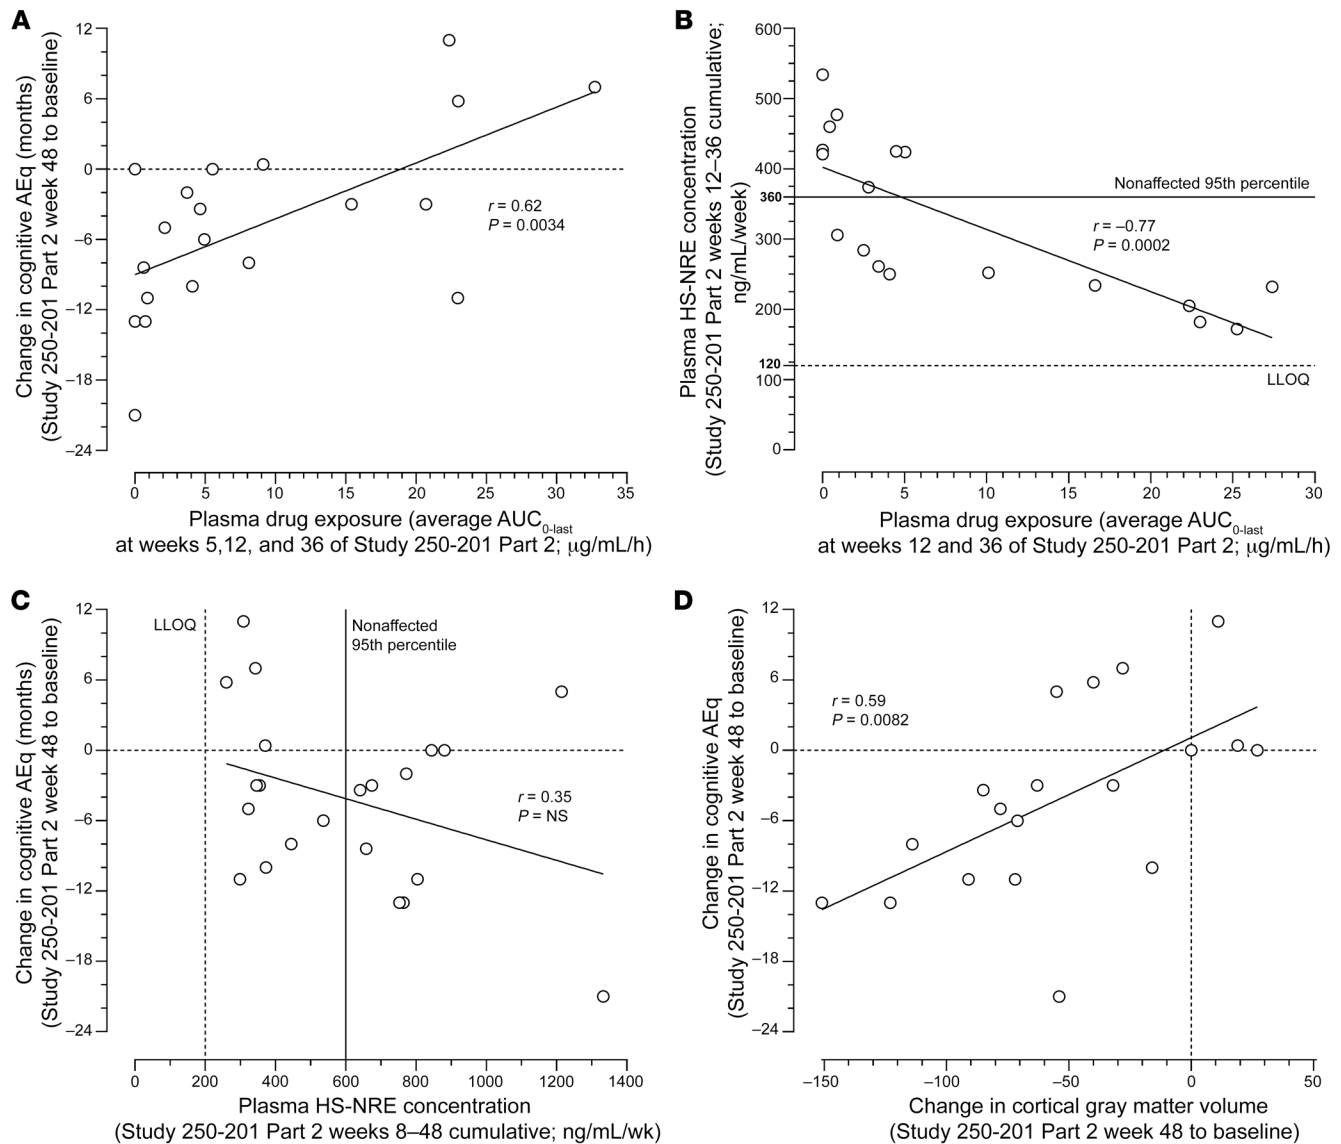 A
Change in cognitive AEq (months)
(Study 250-201 Part 2 week 48 to baseline)
12
6
0
–6
–12
–18
–24
r = 0.62
P = 0.0034
0 5 10 15 20 25 30 35
Plasma drug exposure (average AUC0-last
at weeks 5,12, and 36 of Study 250-201 Part 2; μg/mL/h)
B
Plasma HS-NRE concentration
(Study 250-201 Part 2 weeks 12–36 cumulative;
ng/mL/week)
600
500
400
360
300
200
120
100
0
Nonaffected 95th percentile
r = –0.77
P = 0.0002
LLOQ
0 5 10 15 20 25 30
Plasma drug exposure (average AUC0-last
at weeks 12 and 36 of Study 250-201 Part 2; μg/mL/h)
C
Change in cognitive AEq (months)
(Study 250-201 Part 2 week 48 to baseline)
12
6
0
–6
–12
–18
–24
LLOQ
Nonaffected
95th percentile
r = 0.35
P = NS
0 200 400 600 800 1000 1200 1400
Plasma HS-NRE concentration
(Study 250-201 Part 2 weeks 8–48 cumulative; ng/mL/wk)
D
Change in cognitive AEq
(Study 250-201 Part 2 week 48 to baseline)
12
6
0
–6
–12
–18
–24
r = 0.59
P = 0.0082
–150 –100 –50 0 50
Change in cortical gray matter volume
(Study 250-201 Part 2 week 48 to baseline)